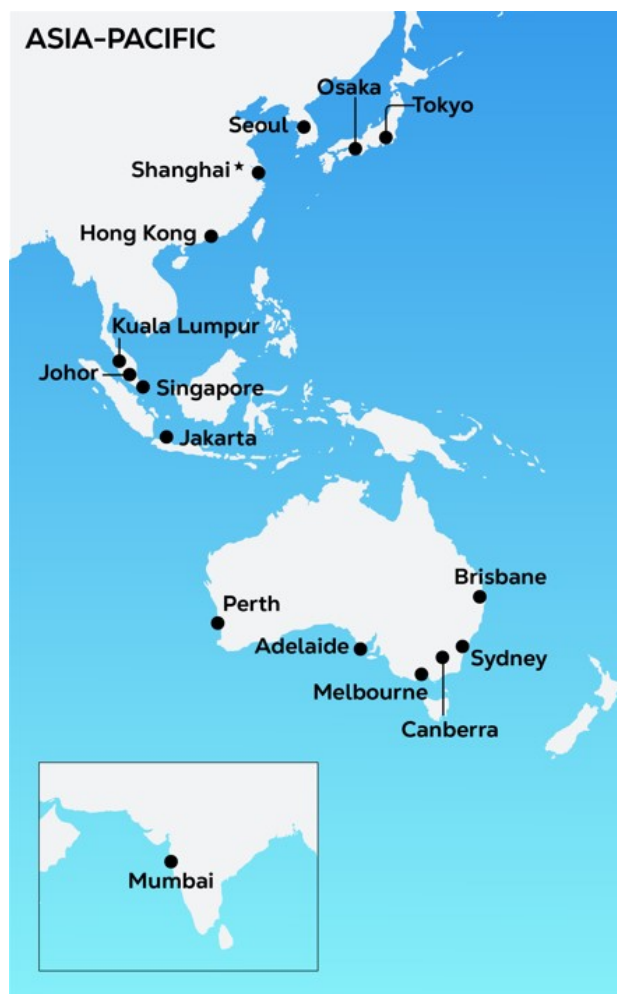 ASIA-PACIFIC
Osaka
Tokyo
Seoul
Shanghai★
Hong Kong
Kuala Lumpur
Johor
Singapore
Jakarta
Brisbane
Perth
Adelaide
Sydney
Melbourne
Canberra
Mumbai